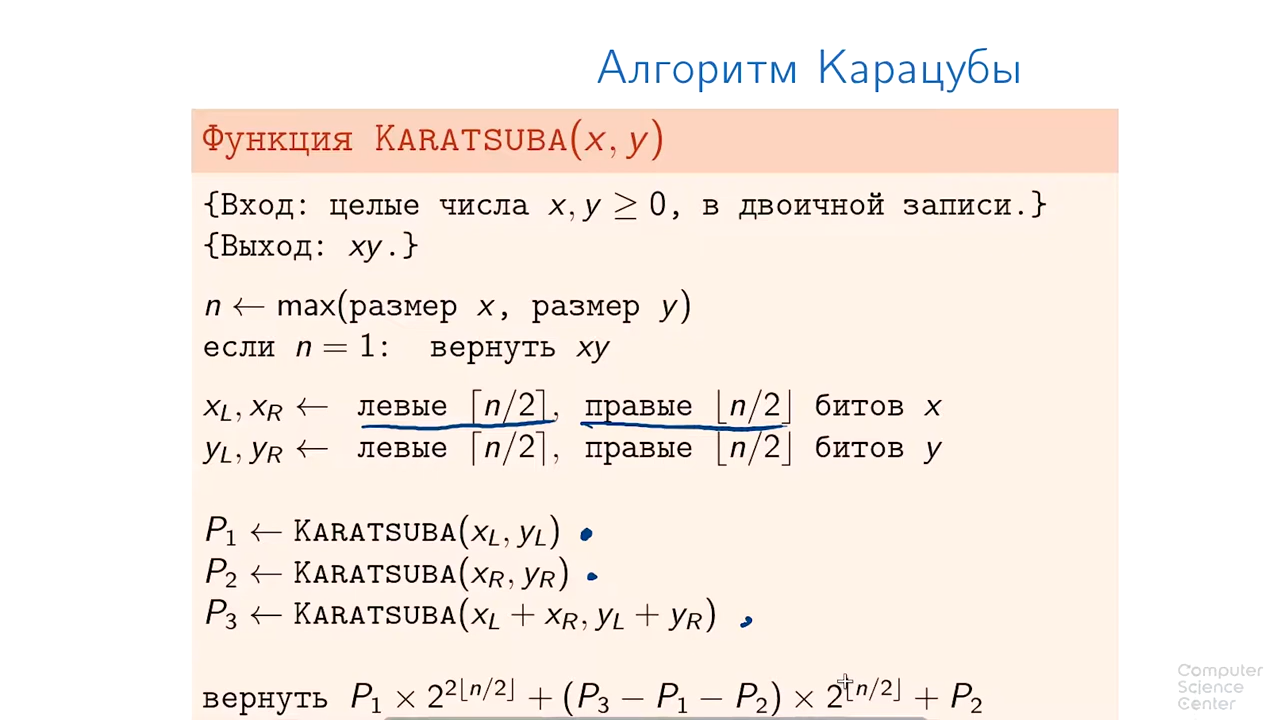 Алгоритм Карацубы
Функция KARATSUBA(x, y)
{Вход: целые числа x, y ≥ 0, в двоичной записи.}
{Выход: xy.}
n ← max(размер x, размер y)
если n = 1: вернуть xy
x_L, x_R ← левые ⌈n/2⌉, правые ⌊n/2⌋ битов x
y_L, y_R ← левые ⌈n/2⌉, правые ⌊n/2⌋ битов y
P_1 ← KARATSUBA(x_L, y_L)
P_2 ← KARATSUBA(x_R, y_R)
P_3 ← KARATSUBA(x_L + x_R, y_L + y_R)
вернуть P_1 × 2^{2⌊n/2⌋} + (P_3 − P_1 − P_2) × 2^{⌊n/2⌋} + P_2
Computer
Science
Center